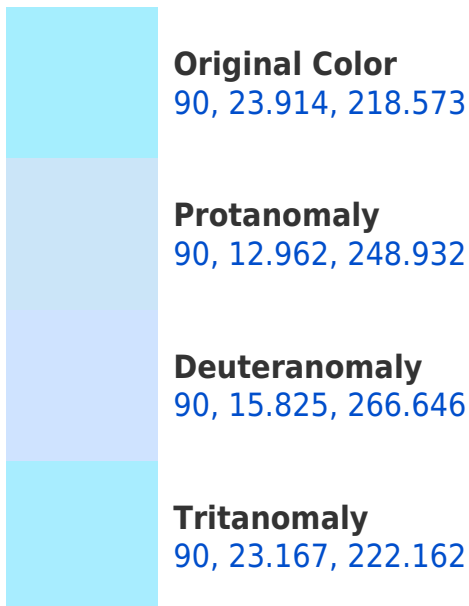 Original Color
90, 23.914, 218.573
Protanomaly
90, 12.962, 248.932
Deuteranomaly
90, 15.825, 266.646
Tritanomaly
90, 23.167, 222.162